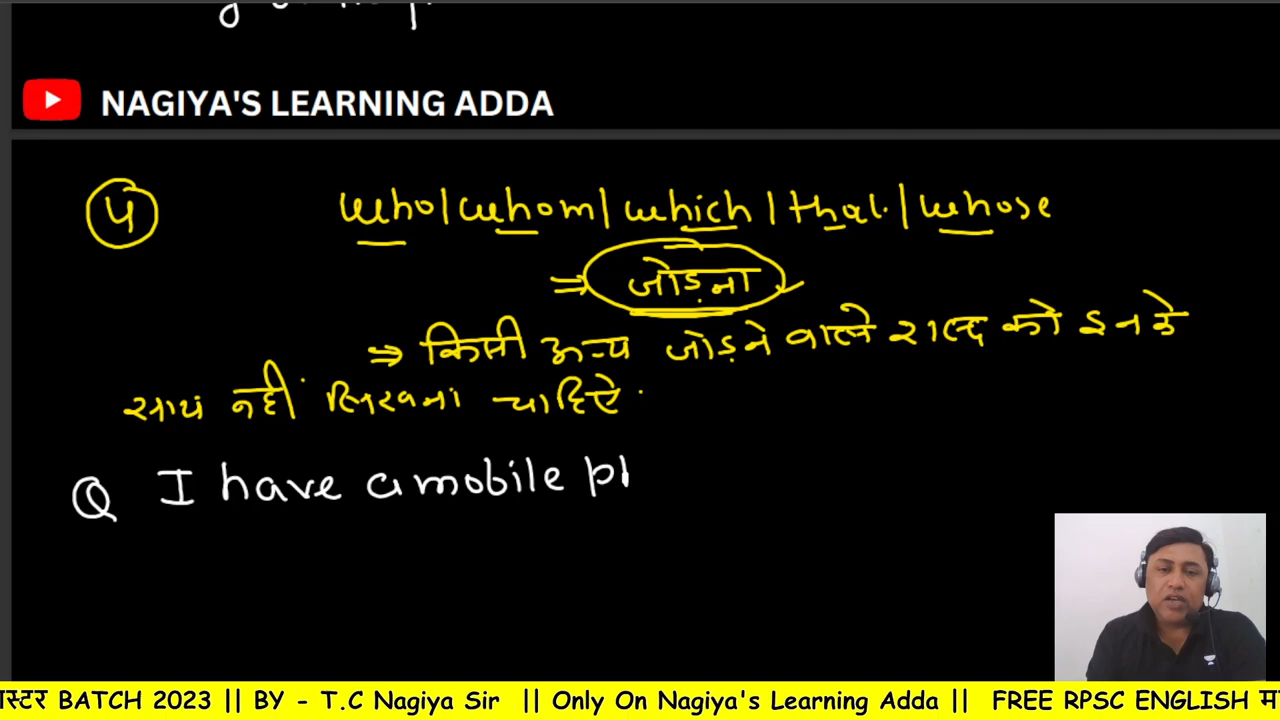 NAGIYA'S LEARNING ADDA
4 who/whom/which/that/whose
⇒ जोड़ना
⇒ किसी अन्य जोड़ने वाले शब्द को इनके
साथ नहीं लिखना चाहिऐ.
Q I have a mobile
स्टर BATCH 2023 || BY - T.C Nagiya Sir || Only On Nagiya's Learning Adda || FREE RPSC ENGLISH म